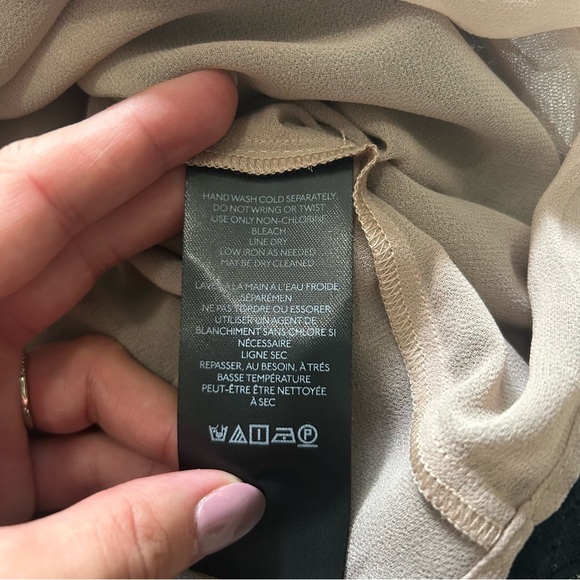 HAND WASH COLD SEPARATELY
DO NOT WRING OR TWIST
USE ONLY NON-CHLORINE
BLEACH
LINE DRY
LOW IRON AS NEEDED
MAY BE DRY CLEANED
LAVER À LA MAIN À L'EAU FROIDE,
SÉPARÉMEN
NE PAS TORDRE OU ESSORER
UTILISER UN AGENT DE
BLANCHIMENT SANS CHLORE SI
NÉCESSAIRE
LIGNE SEC
REPASSER, AU BESOIN, À TRÉS
BASSE TEMPÉRATURE
PEUT-ÊTRE ÊTRE NETTOYÉE
À SEC
P